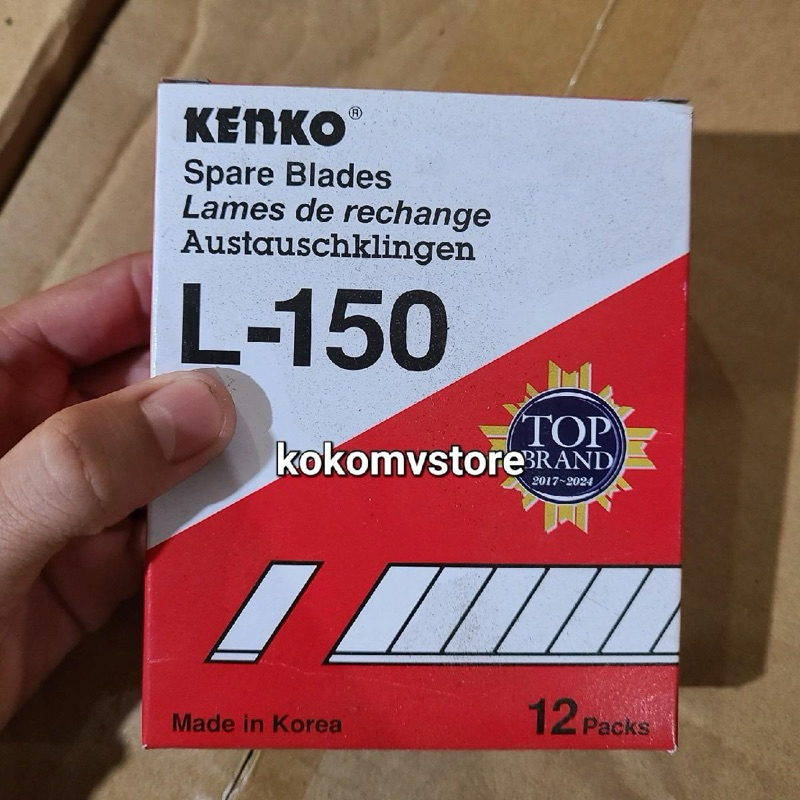 KENKO®
Spare Blades
Lames de rechange
Austauschklingen
L-150
TOP
BRAND
2017~2024
kokomvstore
Made in Korea
12 Packs